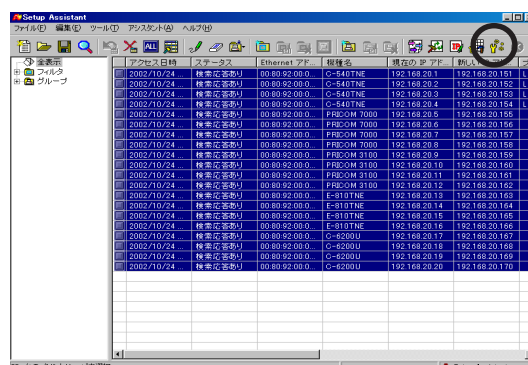 Setup Assistant
ファイル(F) 編集(E) ツール(T) アシスタント(A) ヘルプ(H)
ALL
全表示
フィルタ
グループ
アクセス日時 ステータス Ethernet アド... 機種名 現在の IP アド...
2002/10/24 ... 検索応答あり 00:80:92:00:0... C-540TNE 192.168.20.1 192.168.20.151
2002/10/24 ... 検索応答あり 00:80:92:00:0... C-540TNE 192.168.20.2 192.168.20.152
2002/10/24 ... 検索応答あり 00:80:92:00:0... C-540TNE 192.168.20.3 192.168.20.153
2002/10/24 ... 検索応答あり 00:80:92:00:0... C-540TNE 192.168.20.4 192.168.20.154
2002/10/24 ... 検索応答あり 00:80:92:00:0... PRICOM 7000 192.168.20.5 192.168.20.155
2002/10/24 ... 検索応答あり 00:80:92:00:0... PRICOM 7000 192.168.20.6 192.168.20.156
2002/10/24 ... 検索応答あり 00:80:92:00:0... PRICOM 7000 192.168.20.7 192.168.20.157
2002/10/24 ... 検索応答あり 00:80:92:00:0... PRICOM 7000 192.168.20.8 192.168.20.158
2002/10/24 ... 検索応答あり 00:80:92:00:0... PRICOM 3100 192.168.20.9 192.168.20.159
2002/10/24 ... 検索応答あり 00:80:92:00:0... PRICOM 3100 192.168.20.10 192.168.20.160
2002/10/24 ... 検索応答あり 00:80:92:00:0... PRICOM 3100 192.168.20.11 192.168.20.161
2002/10/24 ... 検索応答あり 00:80:92:00:0... PRICOM 3100 192.168.20.12 192.168.20.162
2002/10/24 ... 検索応答あり 00:80:92:00:0... E-810TNE 192.168.20.13 192.168.20.163
2002/10/24 ... 検索応答あり 00:80:92:00:0... E-810TNE 192.168.20.14 192.168.20.164
2002/10/24 ... 検索応答あり 00:80:92:00:0... E-810TNE 192.168.20.15 192.168.20.165
2002/10/24 ... 検索応答あり 00:80:92:00:0... E-810TNE 192.168.20.16 192.168.20.166
2002/10/24 ... 検索応答あり 00:80:92:00:0... C-6200U 192.168.20.17 192.168.20.167
2002/10/24 ... 検索応答あり 00:80:92:00:0... C-6200U 192.168.20.18 192.168.20.168
2002/10/24 ... 検索応答あり 00:80:92:00:0... C-6200U 192.168.20.19 192.168.20.169
2002/10/24 ... 検索応答あり 00:80:92:00:0... C-6200U 192.168.20.20 192.168.20.170